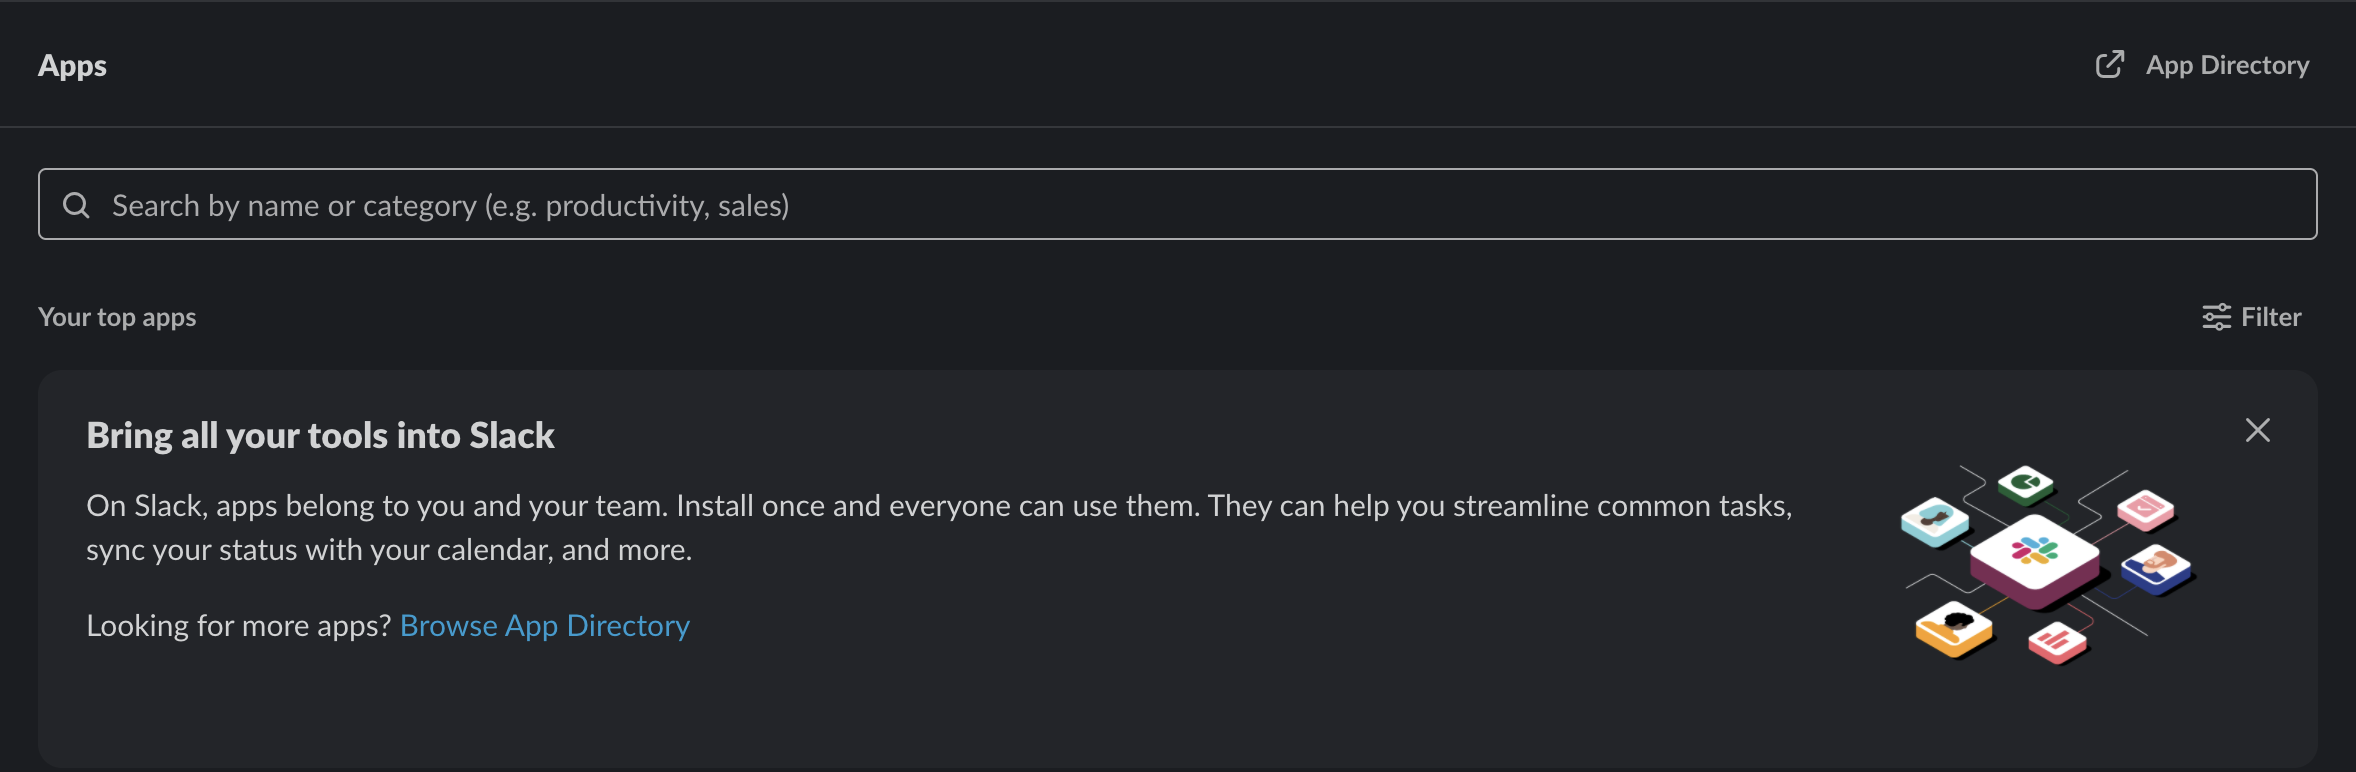 Apps
App Directory
Search by name or category (e.g. productivity, sales)
Your top apps
Filter
Bring all your tools into Slack
On Slack, apps belong to you and your team. Install once and everyone can use them. They can help you streamline common tasks,
sync your status with your calendar, and more.
Looking for more apps? Browse App Directory